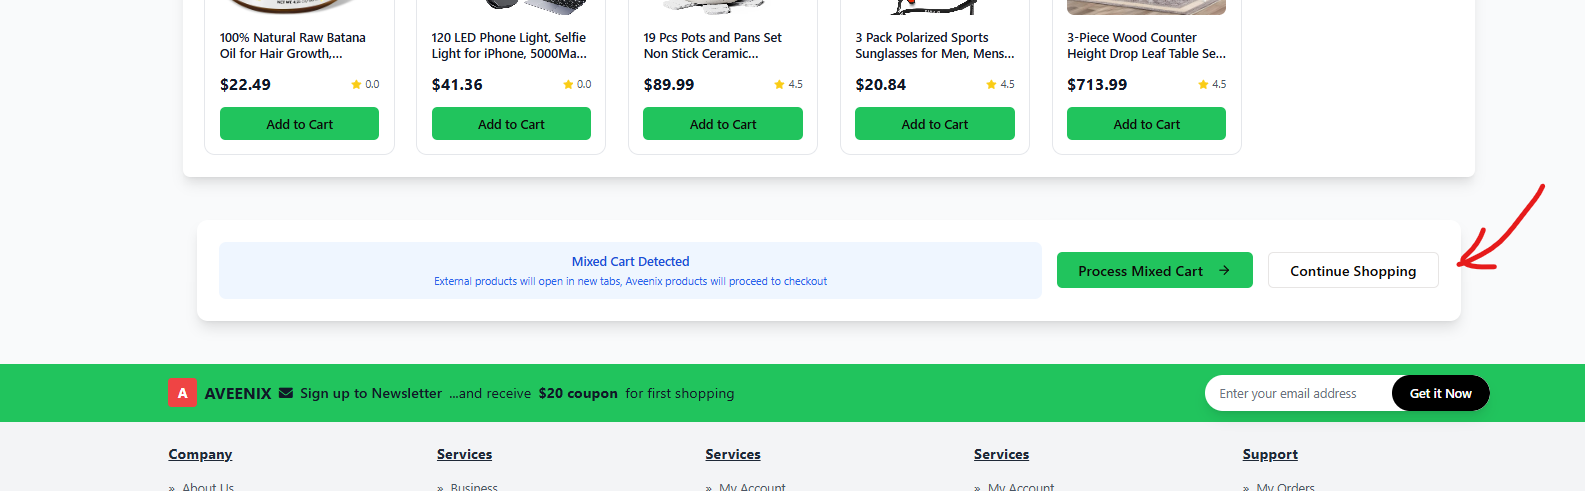 100% Natural Raw Batana
Oil for Hair Growth,...
$22.49
0.0
Add to Cart
120 LED Phone Light, Selfie
Light for iPhone, 5000Ma...
$41.36
0.0
Add to Cart
19 Pcs Pots and Pans Set
Non Stick Ceramic...
$89.99
4.5
Add to Cart
3 Pack Polarized Sports
Sunglasses for Men, Mens...
$20.84
4.5
Add to Cart
3-Piece Wood Counter
Height Drop Leaf Table Se...
$713.99
4.5
Add to Cart
Mixed Cart Detected
External products will open in new tabs, Aveenix products will proceed to checkout
Process Mixed Cart →
Continue Shopping
A AVEENIX Sign up to Newsletter ...and receive $20 coupon for first shopping
Enter your email address
Get it Now
Company
» About Us
Services
» Business
Services
» My Account
Services
» My Account
Support
» My Orders